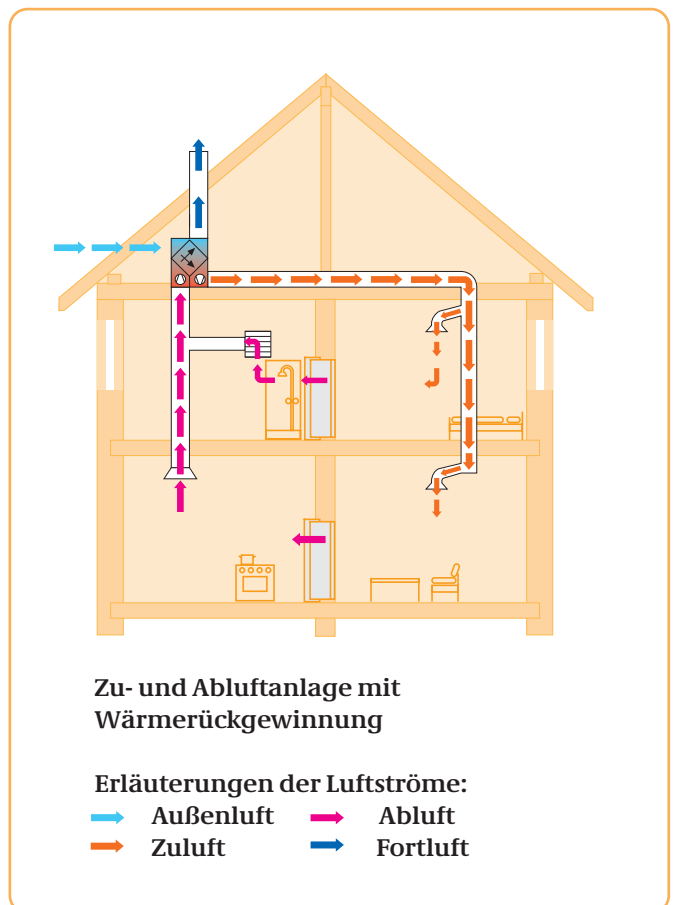 Zu- und Abluftanlage mit
Wärmerückgewinnung
Erläuterungen der Luftströme:
Außenluft Abluft
Zuluft Fortluft